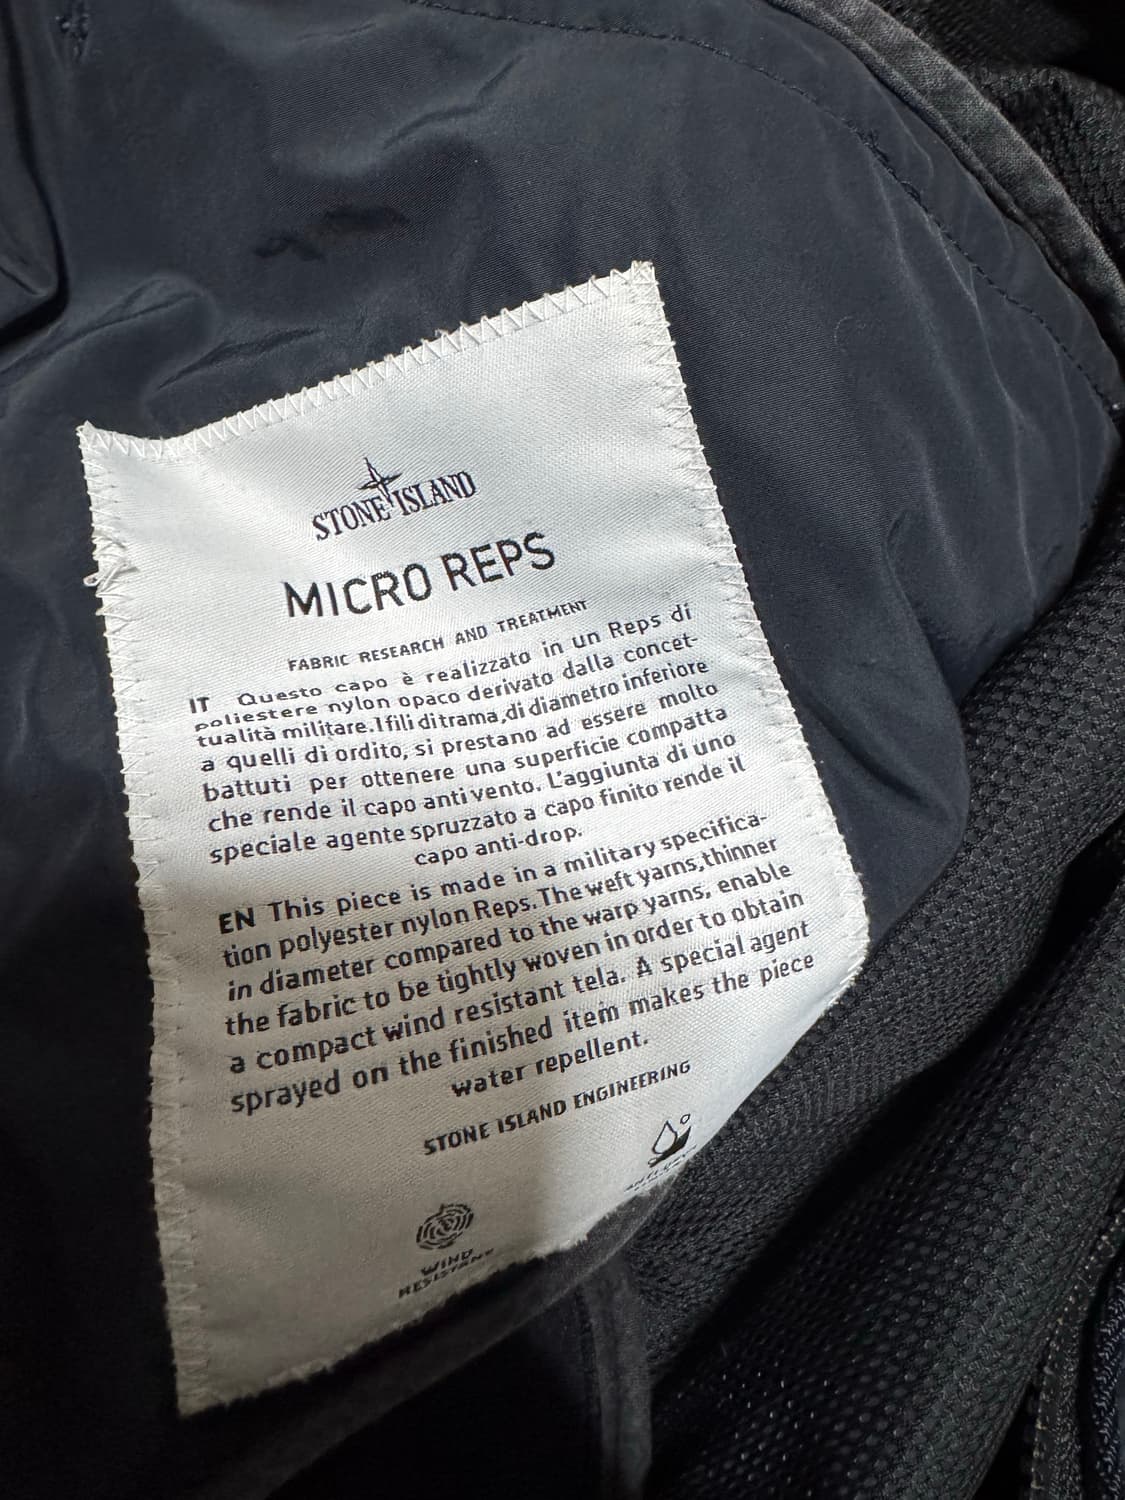 STONE ISLAND
MICRO REPS
FABRIC RESEARCH AND TREATMENT
IT Questo capo è realizzato in un Reps di
poliestere nylon opaco derivato dalla concet-
tualità militare. I fili di trama, di diametro inferiore
a quelli di ordito, si prestano ad essere molto
battuti per ottenere una superficie compatta
che rende il capo anti vento. L'aggiunta di uno
speciale agente spruzzato a capo finito rende il
capo anti-drop.
EN This piece is made in a military specifica-
tion polyester nylon Reps. The weft yarns, thinner
in diameter compared to the warp yarns, enable
the fabric to be tightly woven in order to obtain
a compact wind resistant tela. A special agent
sprayed on the finished item makes the piece
water repellent.
STONE ISLAND ENGINEERING
WIND
RESISTANT